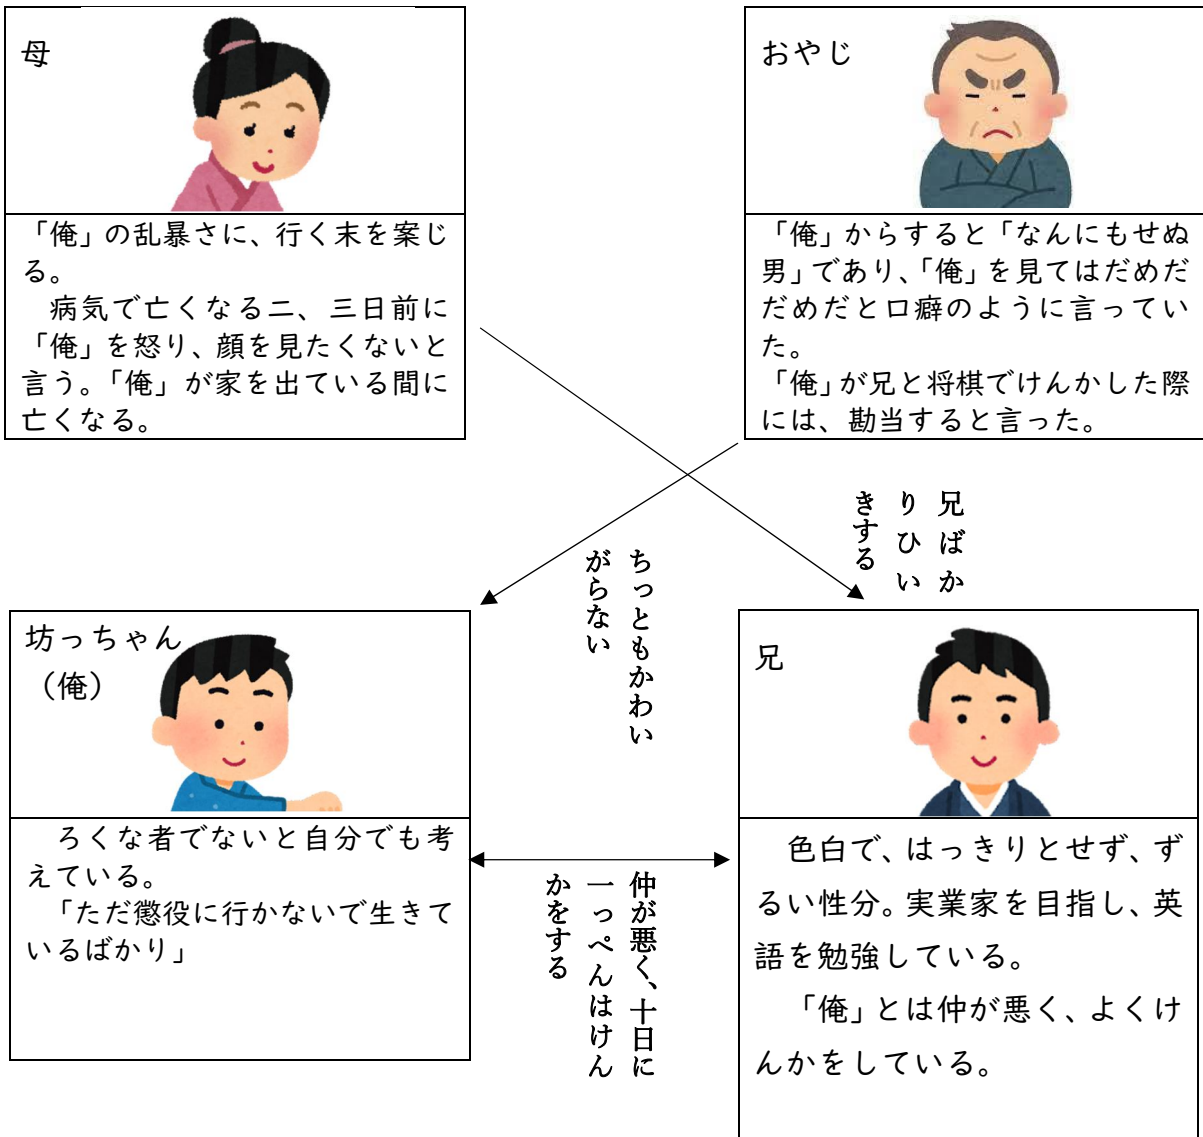 母
「俺」の乱暴さに、行く末を案じ
る。
　病気で亡くなる二、三日前に
「俺」を怒り、顔を見たくないと
言う。「俺」が家を出ている間に
亡くなる。
おやじ
「俺」からすると「なんにもせぬ
男」であり、「俺」を見てはだめだ
だめだと口癖のように言ってい
た。
「俺」が兄と将棋でけんかした際
には、勘当すると言った。
兄ばか
りひい
きする
ちっともかわい
がらない
坊っちゃん
（俺）
　ろくな者でないと自分でも考
えている。
　「ただ懲役に行かないで生きて
いるばかり」
仲が悪く、十日に
一っぺんはけん
かをする
兄
　色白で、はっきりとせず、ず
るい性分。実業家を目指し、英
語を勉強している。
　「俺」とは仲が悪く、よくけ
んかをしている。